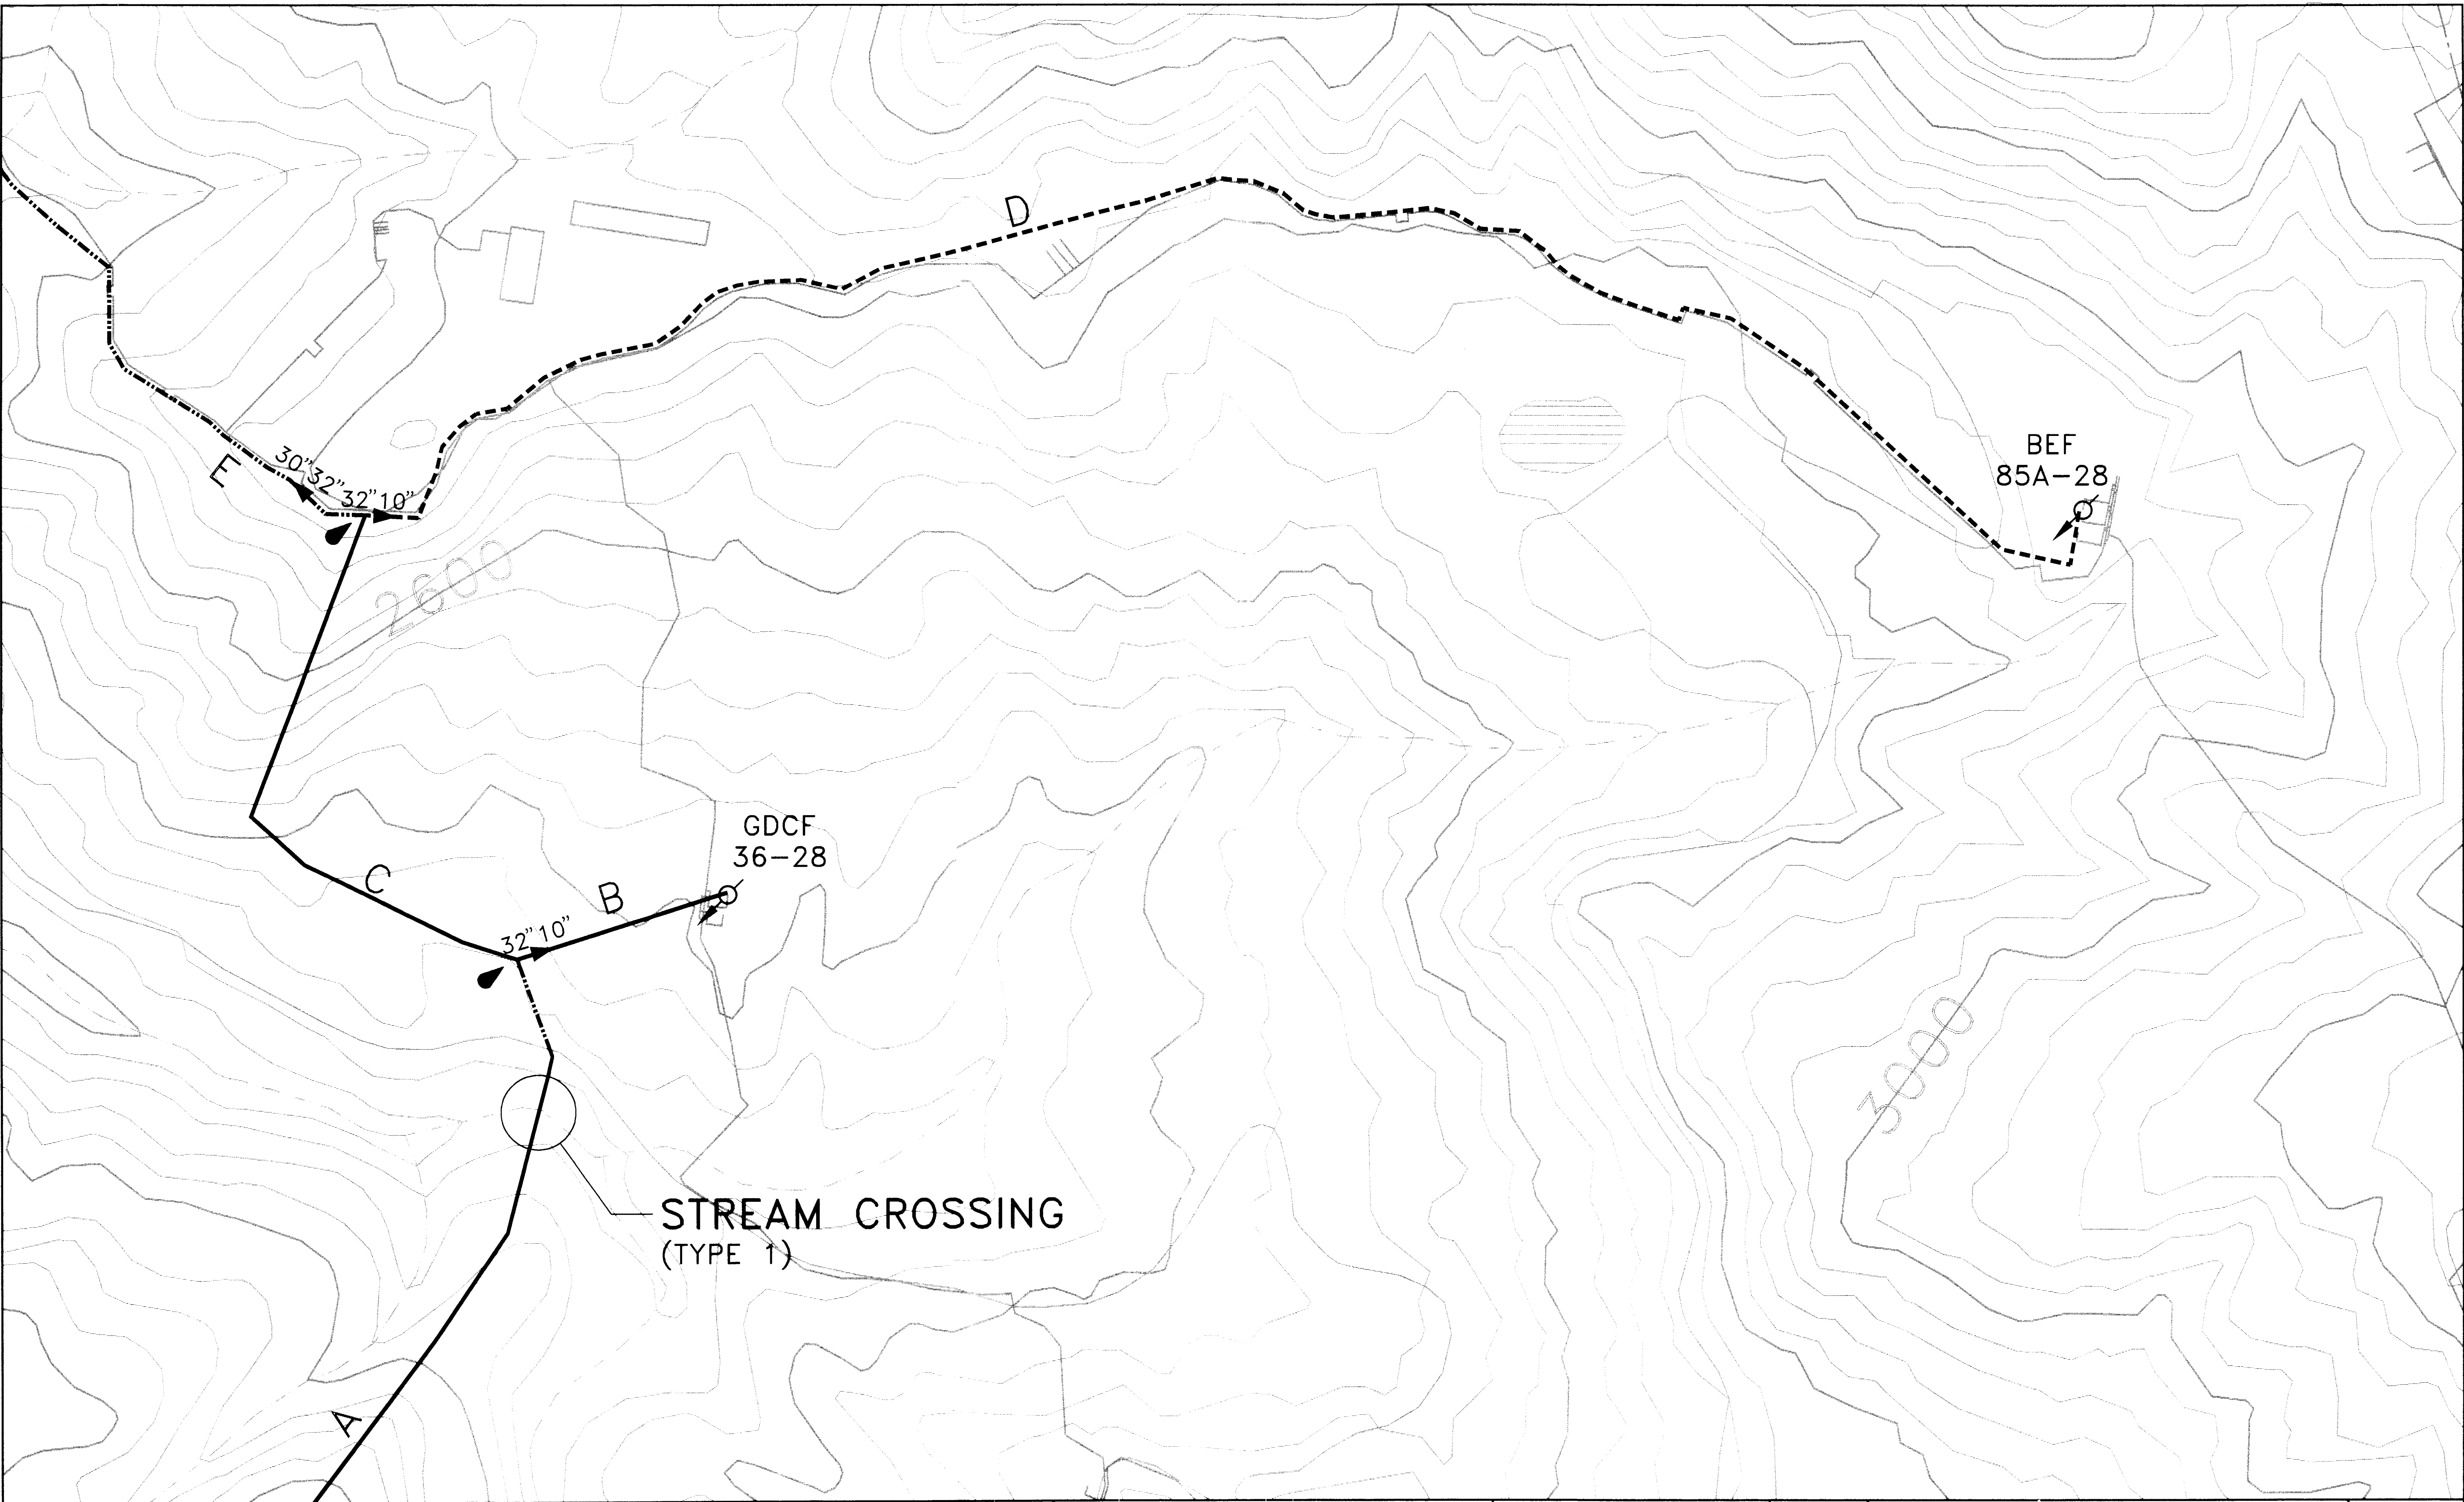 D
BEF
85A-28
E
30" 32"
32" 10"
2600
GDCF
36-28
C
B
32" 10"
3000
STREAM CROSSING
(TYPE 1)
A